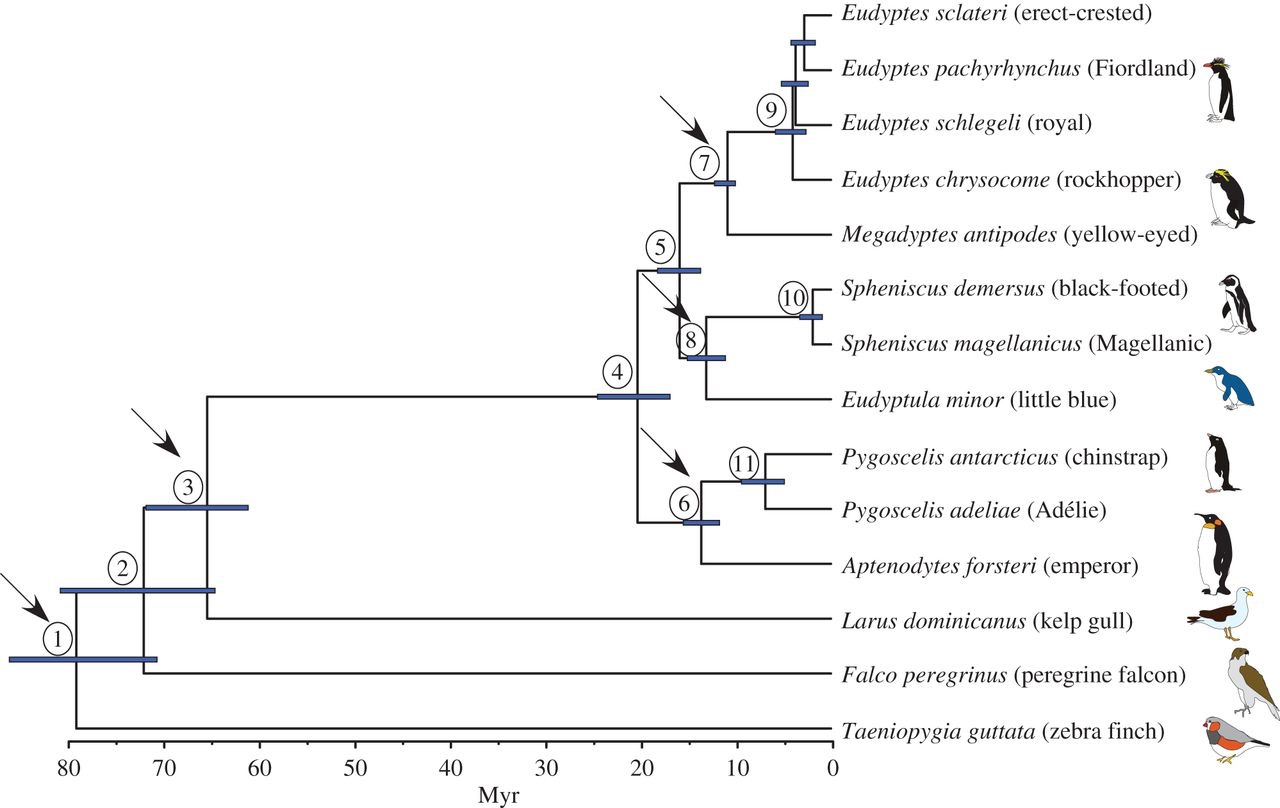 Eudyptes sclateri (erect-crested)
Eudyptes pachyrhynchus (Fiordland)
9
Eudyptes schlegeli (royal)
7
Eudyptes chrysocome (rockhopper)
Megadyptes antipodes (yellow-eyed)
5
Spheniscus demersus (black-footed)
10
8
Spheniscus magellanicus (Magellanic)
4
Eudyptula minor (little blue)
Pygoscelis antarcticus (chinstrap)
11
3
6
Pygoscelis adeliae (Adélie)
2
Aptenodytes forsteri (emperor)
Larus dominicanus (kelp gull)
1
Falco peregrinus (peregrine falcon)
Taeniopygia guttata (zebra finch)
80 70 60 50 40 30 20 10 0
Myr